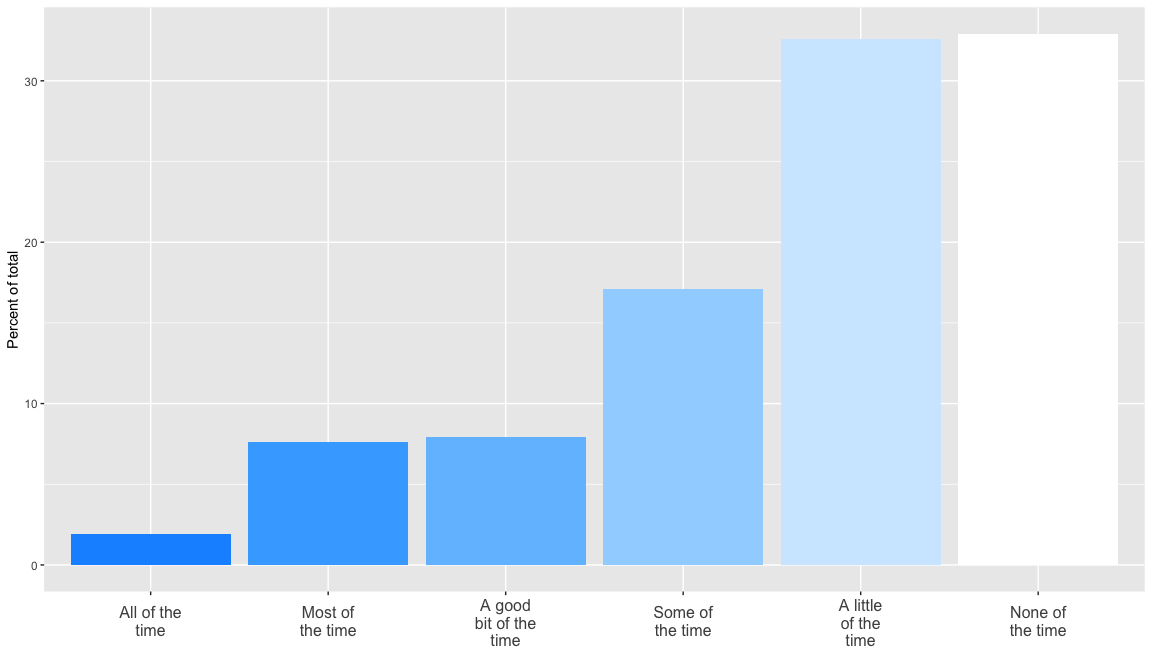 Percent of total
30
20
10
0
All of the
time
Most of
the time
A good
bit of the
time
Some of
the time
A little
of the
time
None of
the time